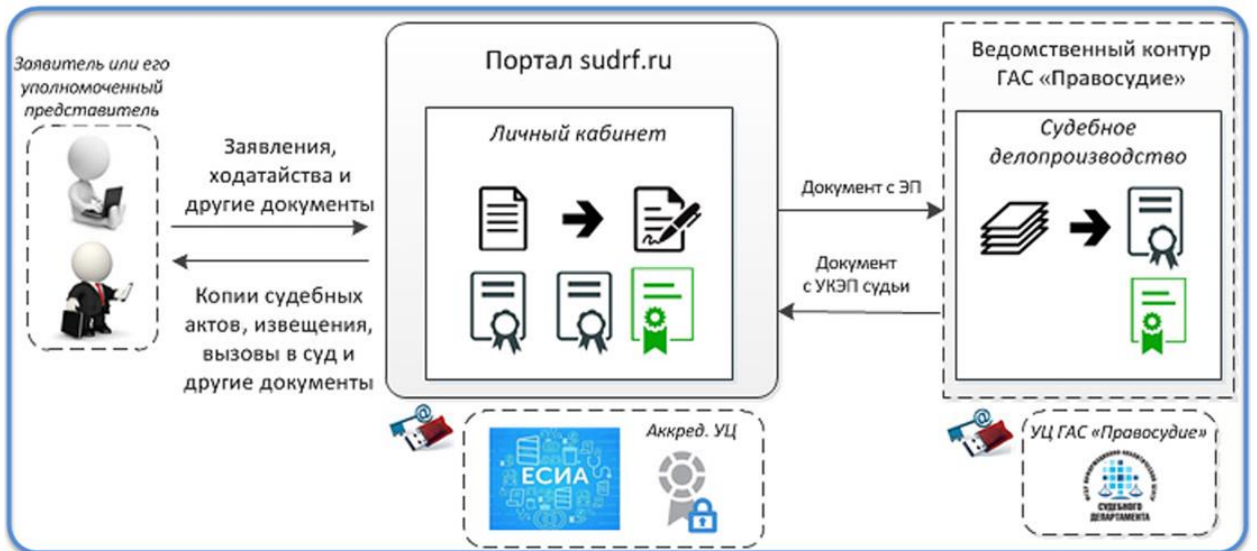 Заявитель или его
уполномоченный
представитель
Заявления,
ходатайства и
другие документы
Копии судебных
актов, извещения,
вызовы в суд и
другие документы
Портал sudrf.ru
Личный кабинет
Документ с ЭП
Документ
с УКЭП судьи
Ведомственный контур
ГАС «Правосудие»
Судебное
делопроизводство
ЕСИА
Аккред. УЦ
УЦ ГАС «Правосудие»
СУДЕБНОГО
ДЕПАРТАМЕНТА